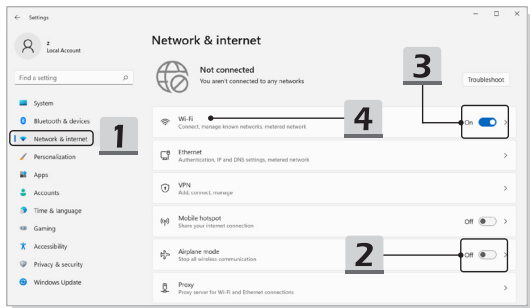 Settings
z
Local Account
Find a setting
System
Bluetooth & devices
Network & internet
Personalization
Apps
Accounts
Time & language
Gaming
Accessibility
Privacy & security
Windows Update
1
Network & internet
Not connected
You aren't connected to any networks
Troubleshoot
3
Wi-Fi
Connect, manage known networks, metered network
4
On
Ethernet
Authentication, IP and DNS settings, metered network
VPN
Add, connect, manage
Mobile hotspot
Share your internet connection
Off
Airplane mode
Stop all wireless communication
2
Off
Proxy
Proxy server for Wi-Fi and Ethernet connections